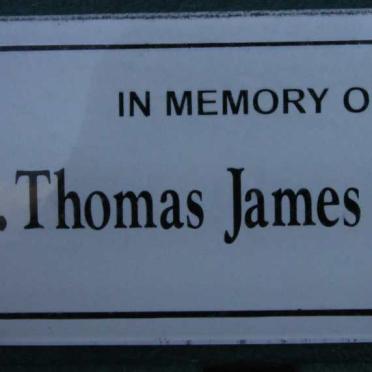 IN MEMORY O
. Thomas James